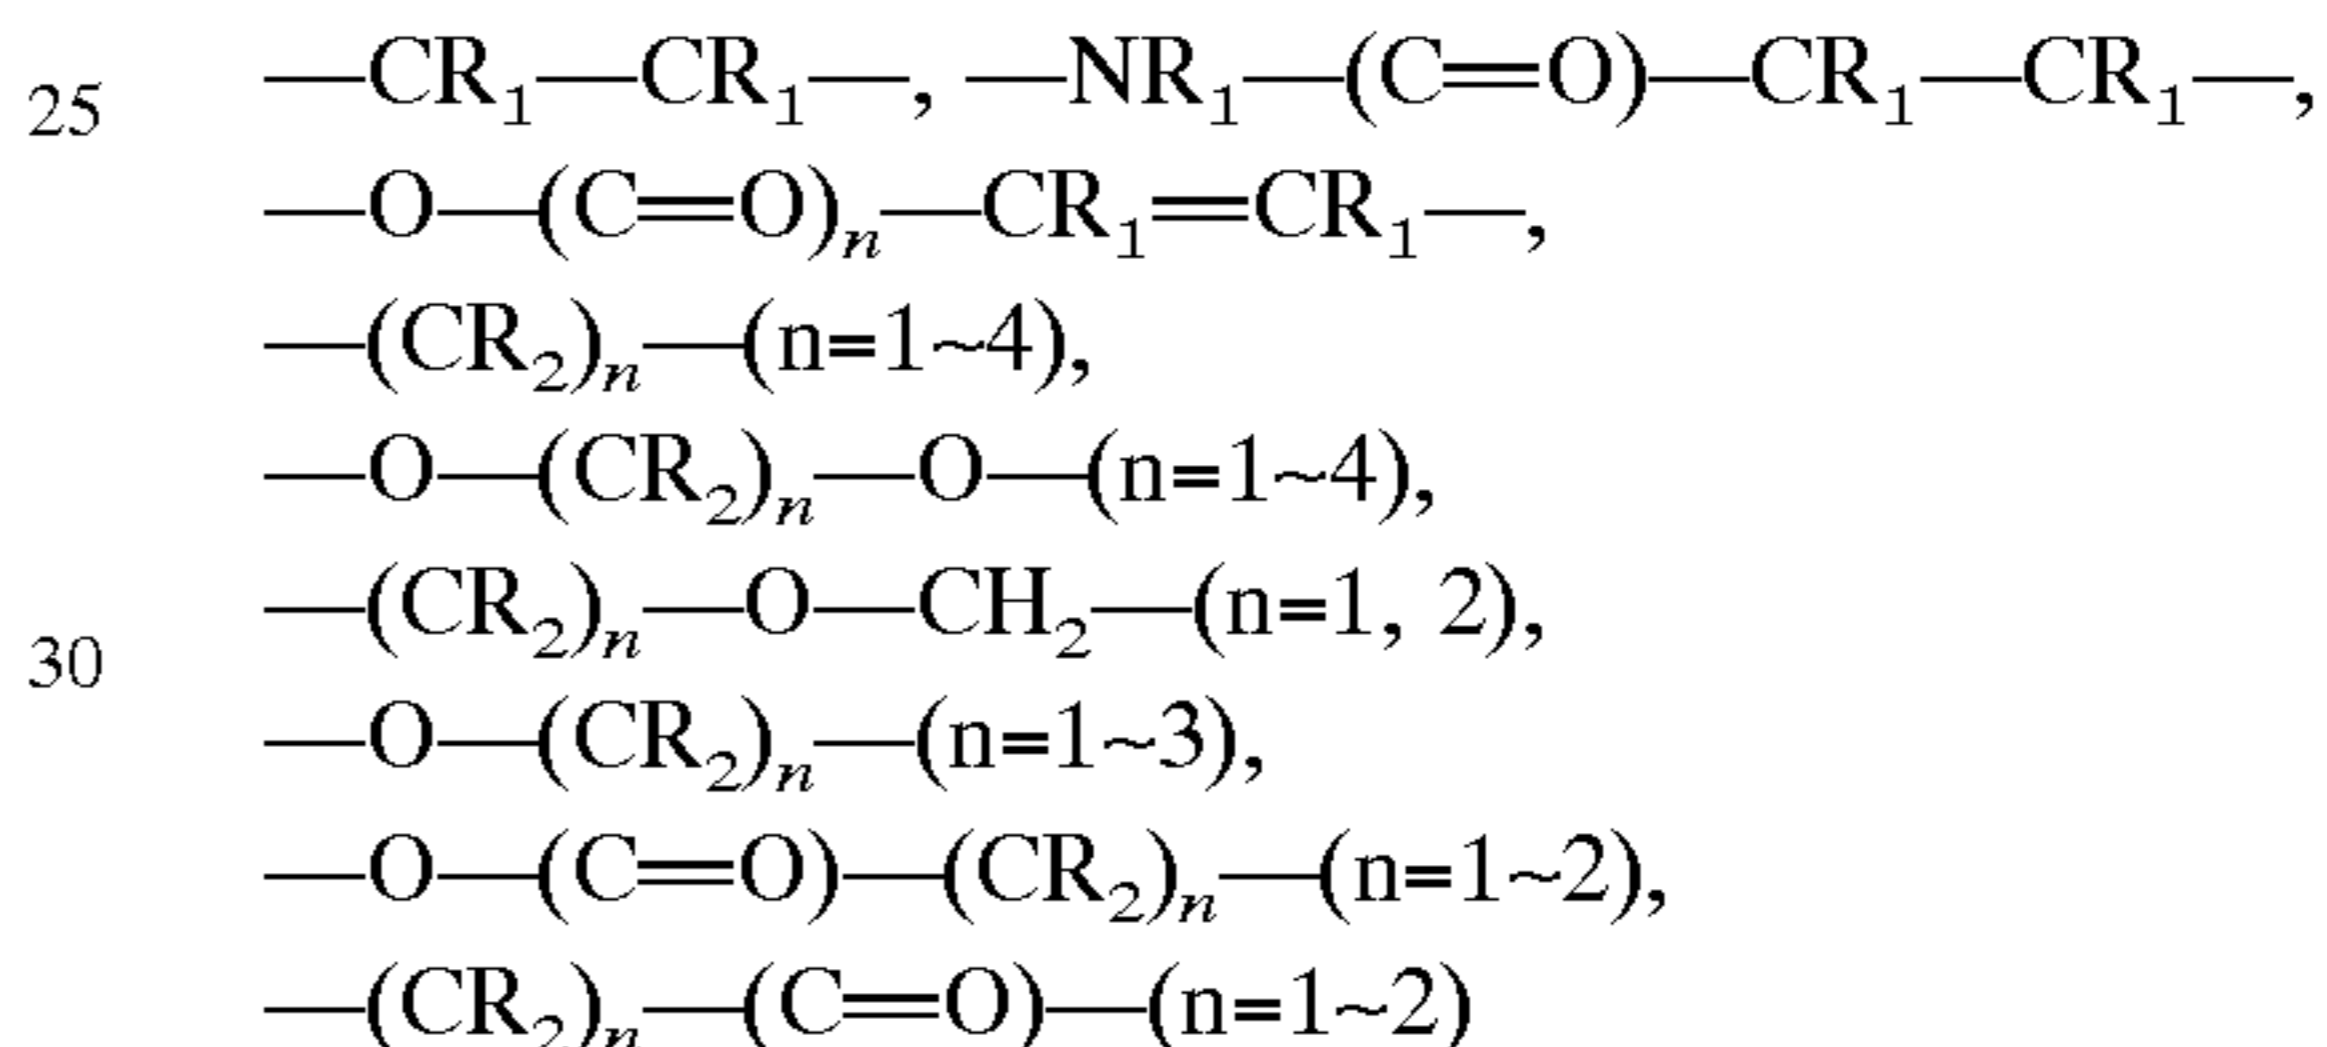 25 —CR₁—CR₁—, —NR₁—(C=O)—CR₁—CR₁—,
—O—(C=O)ₙ—CR₁=CR₁—,
—(CR₂)ₙ—(n=1~4),
—O—(CR₂)ₙ—O—(n=1~4),
30 —(CR₂)ₙ—O—CH₂—(n=1, 2),
—O—(CR₂)ₙ—(n=1~3),
—O—(C=O)—(CR₂)ₙ—(n=1~2),
—(CR₂)ₙ—(C=O)—(n=1~2)